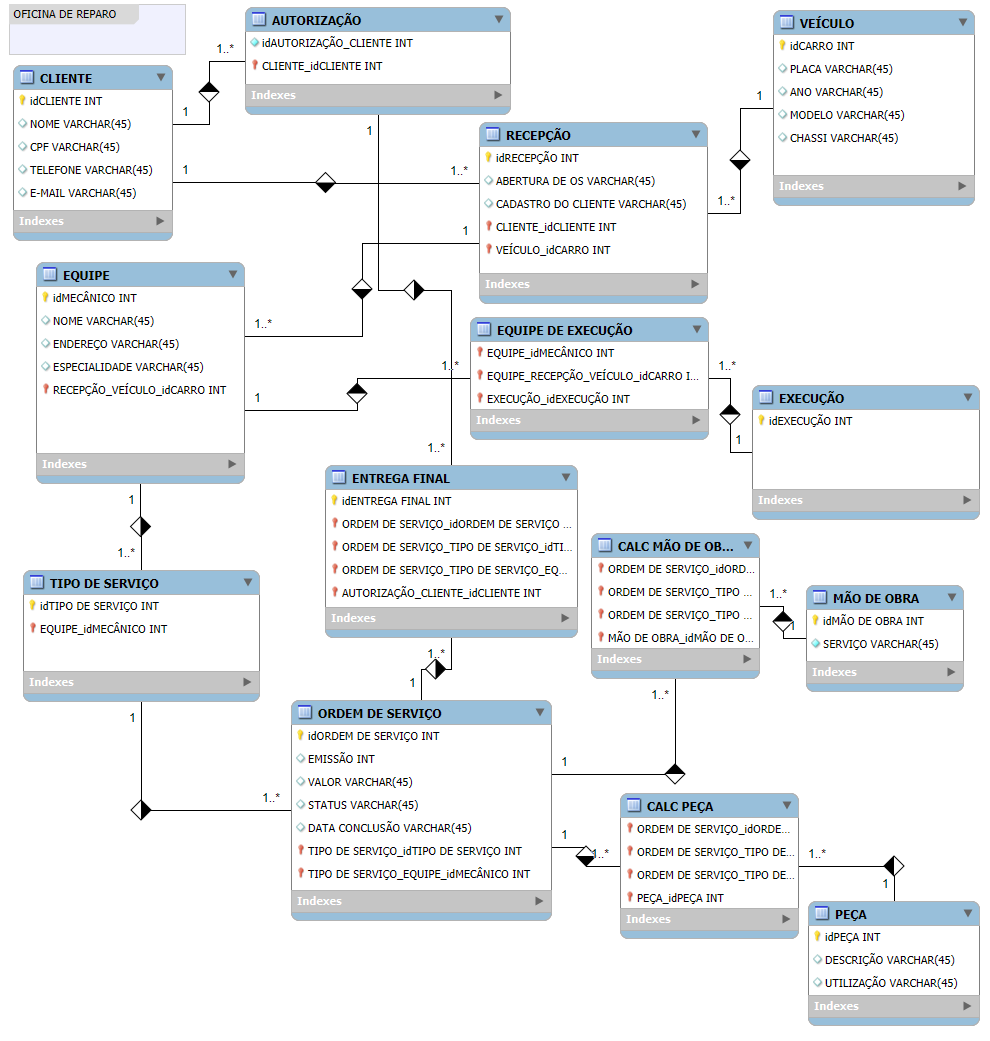 OFICINA DE REPARO
CLIENTE
idCLIENTE INT
NOME VARCHAR(45)
CPF VARCHAR(45)
TELEFONE VARCHAR(45)
E-MAIL VARCHAR(45)
Indexes
1
1..*
AUTORIZAÇÃO
idAUTORIZAÇÃO_CLIENTE INT
CLIENTE_idCLIENTE INT
Indexes
1
VEÍCULO
idCARRO INT
PLACA VARCHAR(45)
ANO VARCHAR(45)
MODELO VARCHAR(45)
CHASSI VARCHAR(45)
Indexes
1
1..*
RECEPÇÃO
idRECEPÇÃO INT
ABERTURA DE OS VARCHAR(45)
CADASTRO DO CLIENTE VARCHAR(45)
CLIENTE_idCLIENTE INT
VEÍCULO_idCARRO INT
Indexes
1
1..*
1
EQUIPE
idMECÂNICO INT
NOME VARCHAR(45)
ENDEREÇO VARCHAR(45)
ESPECIALIDADE VARCHAR(45)
RECEPÇÃO_VEÍCULO_idCARRO INT
Indexes
1..*
1
1..*
EQUIPE DE EXECUÇÃO
EQUIPE_idMECÂNICO INT
EQUIPE_RECEPÇÃO_VEÍCULO_idCARRO I...
EXECUÇÃO_idEXECUÇÃO INT
Indexes
1..*
1
EXECUÇÃO
idEXECUÇÃO INT
Indexes
1..*
ENTREGA FINAL
idENTREGA FINAL INT
ORDEM DE SERVIÇO_idORDEM DE SERVIÇO ...
ORDEM DE SERVIÇO_TIPO DE SERVIÇO_idTI...
ORDEM DE SERVIÇO_TIPO DE SERVIÇO_EQ...
AUTORIZAÇÃO_CLIENTE_idCLIENTE INT
Indexes
1..*
1
1
1..*
TIPO DE SERVIÇO
idTIPO DE SERVIÇO INT
EQUIPE_idMECÂNICO INT
Indexes
1
1..*
CALC MÃO DE OB...
ORDEM DE SERVIÇO_idORD...
ORDEM DE SERVIÇO_TIPO ...
ORDEM DE SERVIÇO_TIPO ...
MÃO DE OBRA_idMÃO DE O...
Indexes
1..*
1
1..*
MÃO DE OBRA
idMÃO DE OBRA INT
SERVIÇO VARCHAR(45)
Indexes
ORDEM DE SERVIÇO
idORDEM DE SERVIÇO INT
EMISSÃO INT
VALOR VARCHAR(45)
STATUS VARCHAR(45)
DATA CONCLUSÃO VARCHAR(45)
TIPO DE SERVIÇO_idTIPO DE SERVIÇO INT
TIPO DE SERVIÇO_EQUIPE_idMECÂNICO INT
Indexes
1
1
1..*
CALC PEÇA
ORDEM DE SERVIÇO_idORDE...
ORDEM DE SERVIÇO_TIPO DE...
ORDEM DE SERVIÇO_TIPO DE...
PEÇA_idPEÇA INT
Indexes
1..*
1
PEÇA
idPEÇA INT
DESCRIÇÃO VARCHAR(45)
UTILIZAÇÃO VARCHAR(45)
Indexes